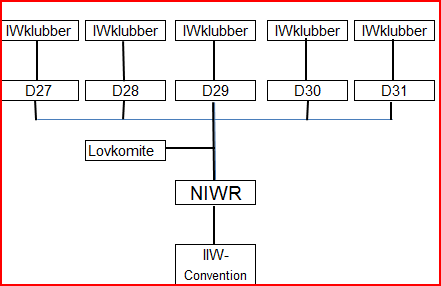 IWklubber IWklubber IWklubber IWklubber IWklubber
D27 D28 D29 D30 D31
Lovkomite
NIWR
IIW-
Convention